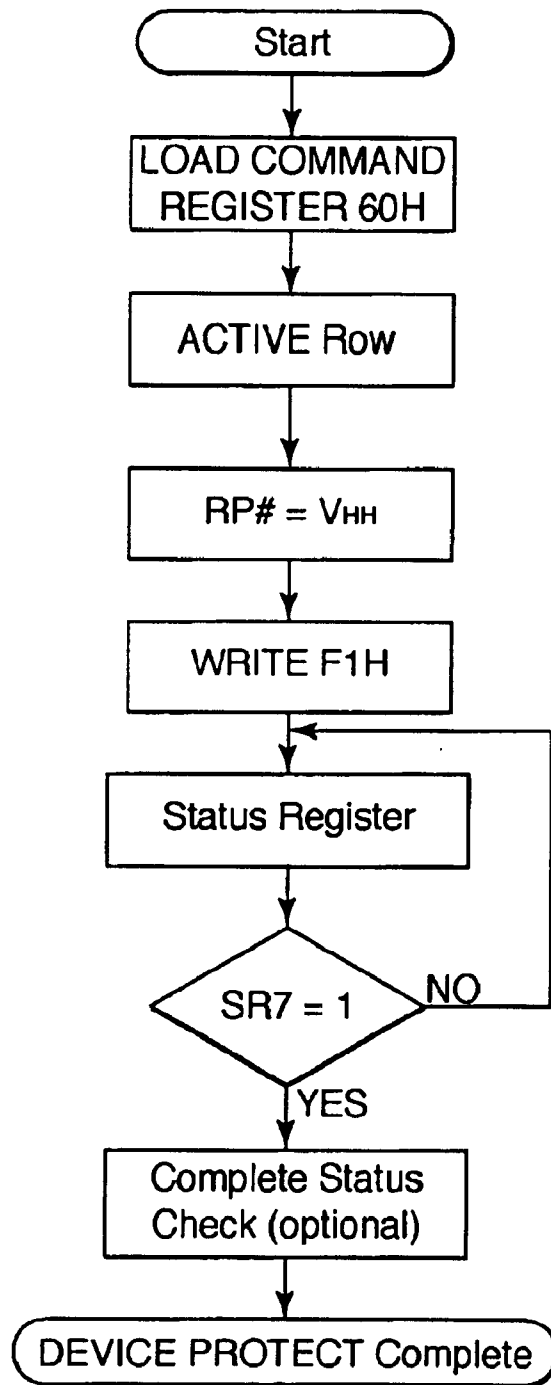 Start
LOAD COMMAND
REGISTER 60H
ACTIVE Row
RP# = VHH
WRITE F1H
Status Register
SR7 = 1
NO
YES
Complete Status
Check (optional)
DEVICE PROTECT Complete